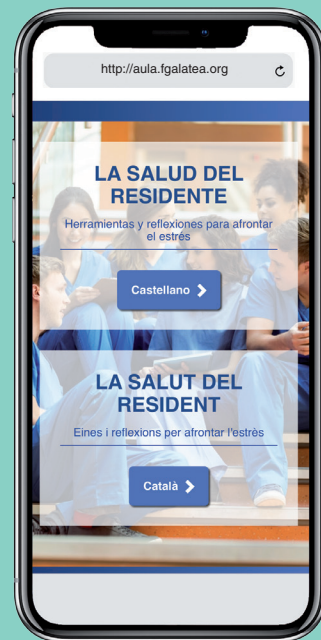 http://aula.fgalatea.org
LA SALUD DEL
RESIDENTE
Herramientas y reflexiones para afrontar
el estrés
Castellano
LA SALUT DEL
RESIDENT
Eines i reflexions per afrontar l'estrès
Català